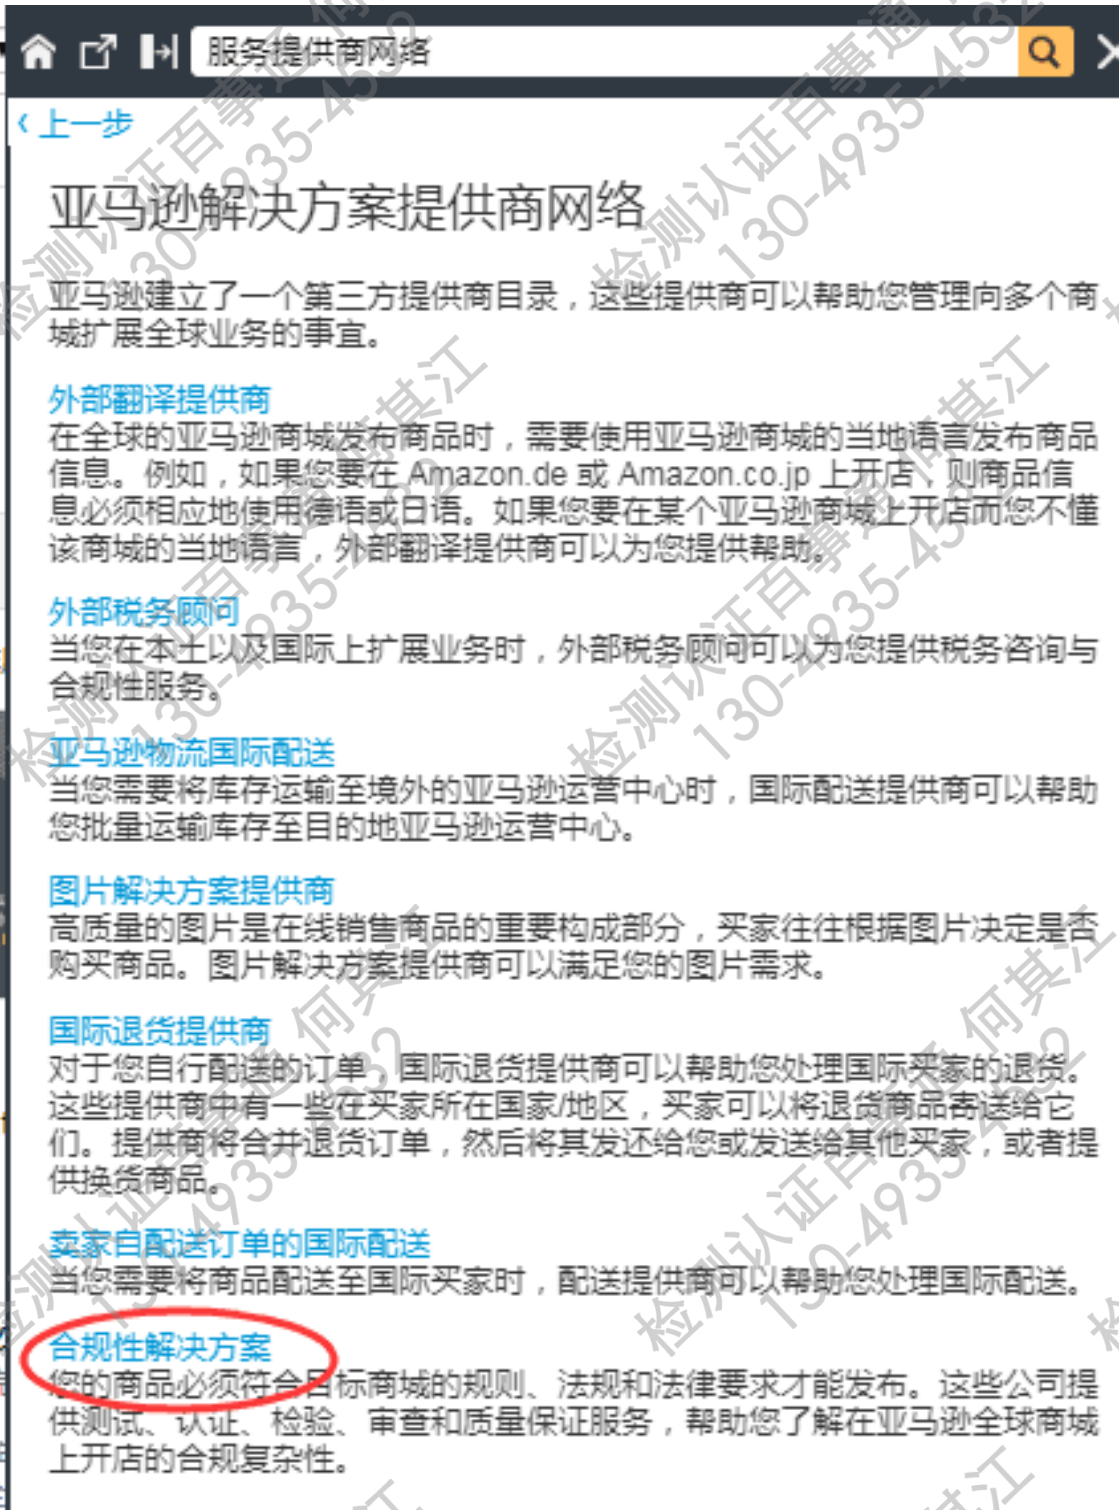 服务提供商网络
上一步
亚马逊解决方案提供商网络
亚马逊建立了一个第三方提供商目录，这些提供商可以帮助您管理向多个商
城扩展全球业务的事宜。
外部翻译提供商
在全球的亚马逊商城发布商品时，需要使用亚马逊商城的当地语言发布商品
信息。例如，如果您要在 Amazon.de 或 Amazon.co.jp 上开店，则商品信
息必须相应地使用德语或日语。如果您要在某个亚马逊商城上开店而您不懂
该商城的当地语言，外部翻译提供商可以为您提供帮助。
外部税务顾问
当您在本土以及国际上扩展业务时，外部税务顾问可以为您提供税务咨询与
合规性服务。
亚马逊物流国际配送
当您需要将库存运输至境外的亚马逊运营中心时，国际配送提供商可以帮助
您批量运输库存至目的地亚马逊运营中心。
图片解决方案提供商
高质量的图片是在线销售商品的重要构成部分，买家往往根据图片决定是否
购买商品。图片解决方案提供商可以满足您的图片需求。
国际退货提供商
对于您自行配送的订单，国际退货提供商可以帮助您处理国际买家的退货。
这些提供商中有一些在买家所在国家/地区，买家可以将退货商品寄送给它
们。提供商将合并退货订单，然后将其发还给您或发送给其他买家，或者提
供换货商品。
卖家自配送订单的国际配送
当您需要将商品配送至国际买家时，配送提供商可以帮助您处理国际配送。
合规性解决方案
您的商品必须符合目标商城的规则、法规和法律要求才能发布。这些公司提
供测试、认证、检验、审查和质量保证服务，帮助您了解在亚马逊全球商城
上开店的合规复杂性。
检测认证百事通 何其江
130-4935-4532